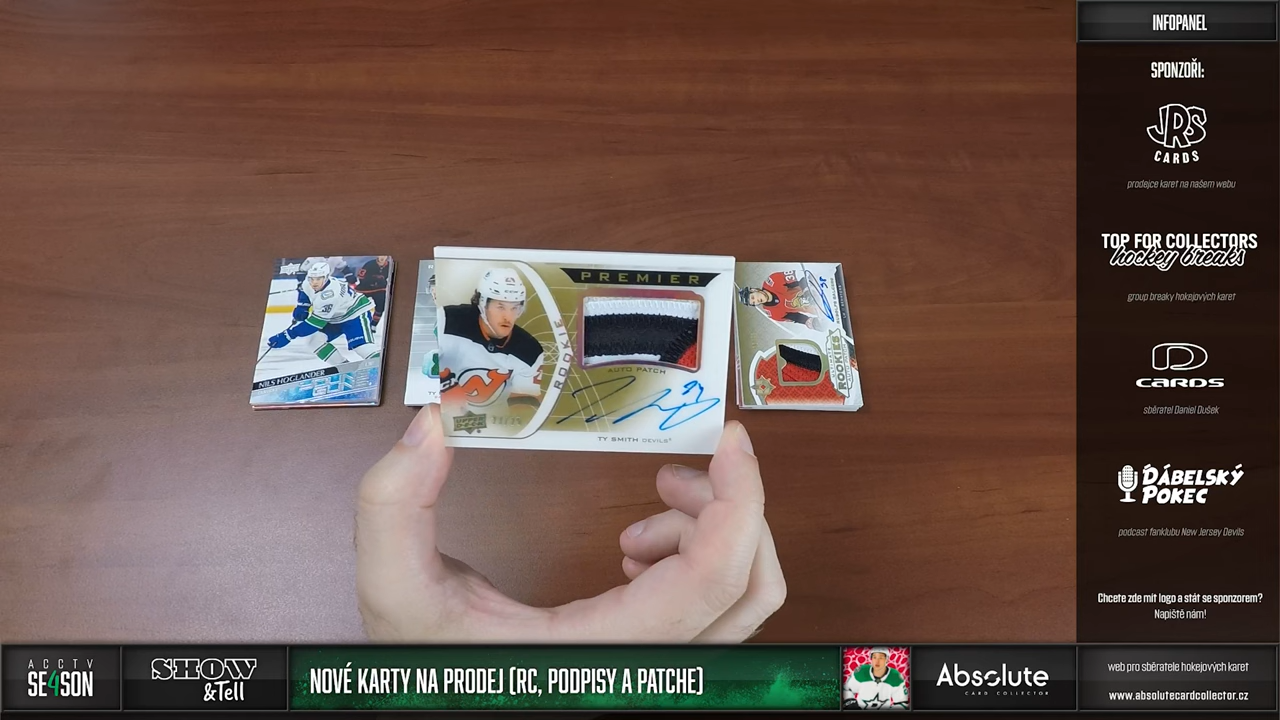 INFOPANEL
SPONZOŘI:
JRS
CARDS
prodejce karet na našem webu
TOP FOR COLLECTORS
hockey breaks
group breaky hokejových karet
CARDS
sběratel Daniel Dušek
ĎÁBELSKÝ
POKEC
podcast fanklubu New Jersey Devils
Chcete zde mít logo a stát se sponzorem?
Napiště nám!
PREMIER
ROOKIE
AUTO PATCH
UPPER DECK
TY SMITH DEVILS
NILS HOGLANDER
ROOKIES
ACCTV
SE4SON
SHOW
&Tell
NOVÉ KARTY NA PRODEJ (RC, PODPISY A PATCHE)
Absolute
CARD COLLECTOR
web pro sběratele hokejových karet
www.absolutecardcollector.cz